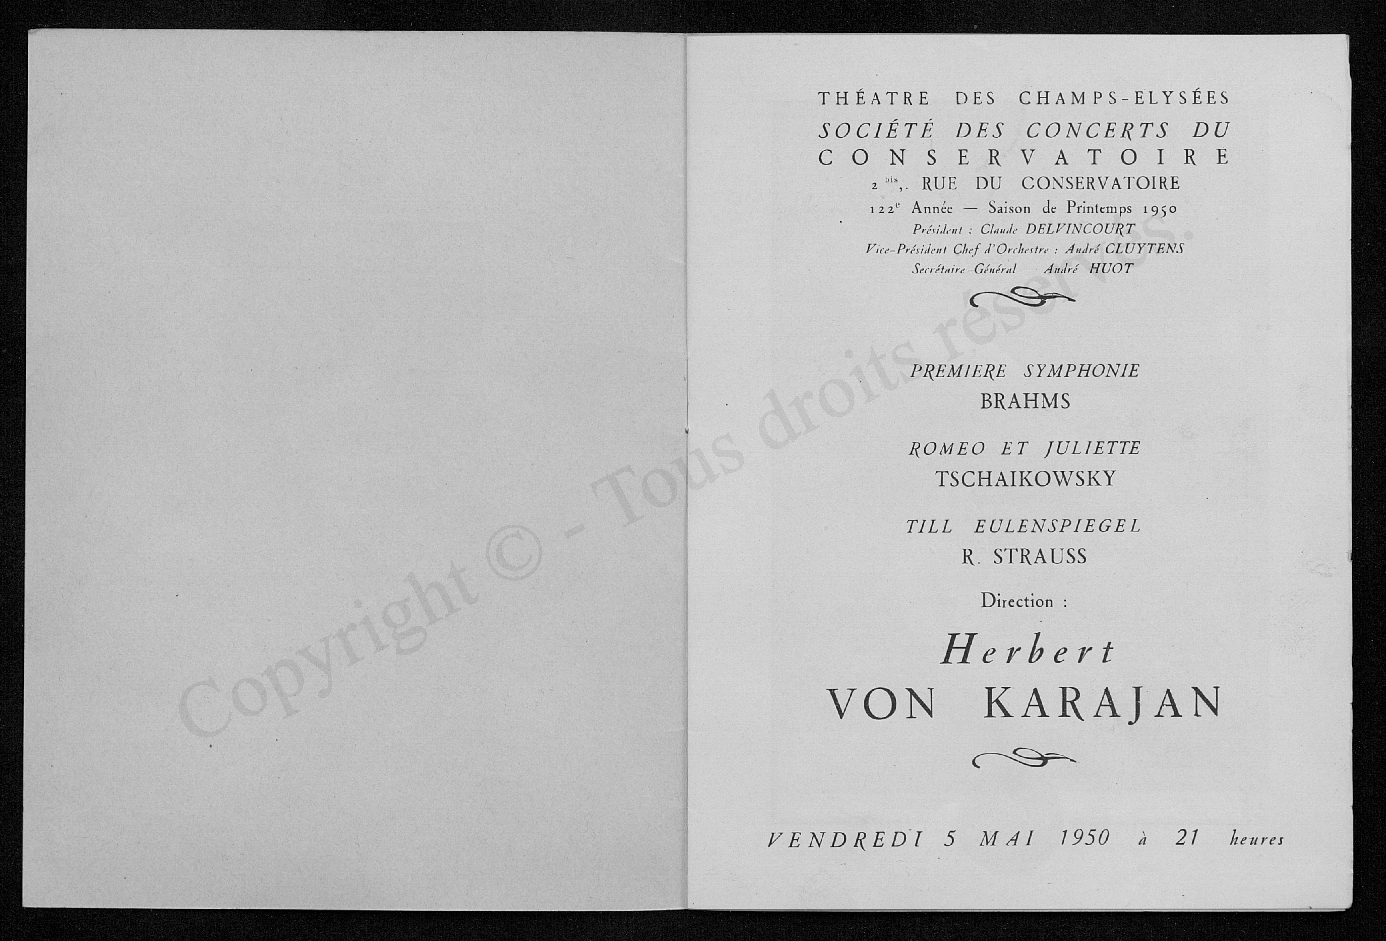 THÉATRE DES CHAMPS-ELYSÉES
SOCIÉTÉ DES CONCERTS DU
CONSERVATOIRE
2 bis,. RUE DU CONSERVATOIRE
122e Année — Saison de Printemps 1950
Président : Claude DELVINCOURT
Vice-Président Chef d'Orchestre : André CLUYTENS
Secrétaire Général André HUOT
PREMIERE SYMPHONIE
BRAHMS
ROMEO ET JULIETTE
TSCHAIKOWSKY
TILL EULENSPIEGEL
R. STRAUSS
Direction :
Herbert
VON KARAJAN
VENDREDI 5 MAI 1950 à 21 heures
Copyright © - Tous droits réservés.